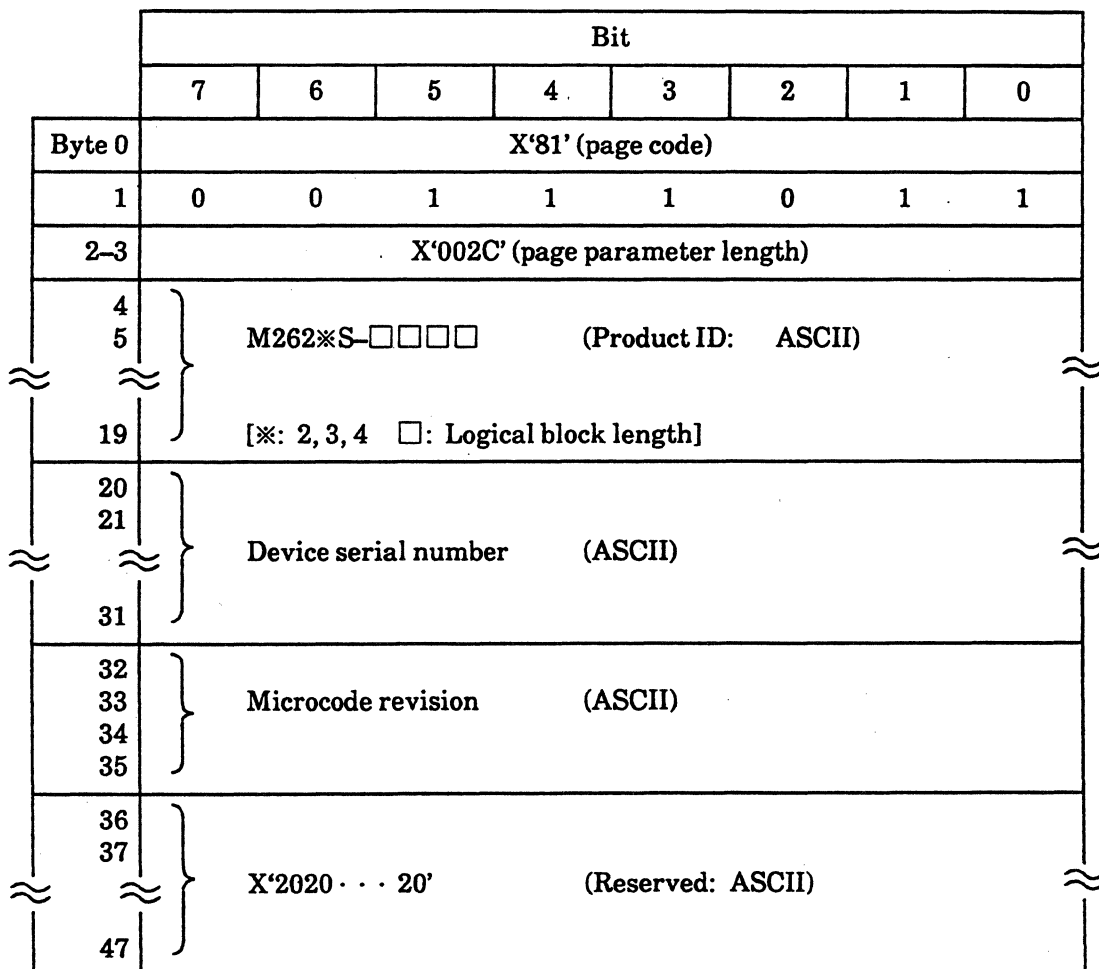 Bit
7 6 5 4 3 2 1 0
Byte 0 X‘81’ (page code)
1 0 0 1 1 1 0 1 1
2–3 X‘002C’ (page parameter length)
4
5 M262※S–□□□□ (Product ID: ASCII)
19 [※: 2, 3, 4 □: Logical block length]
20
21
Device serial number (ASCII)
31
32
33 Microcode revision (ASCII)
34
35
36
37
X‘2020 · · · 20’ (Reserved: ASCII)
47